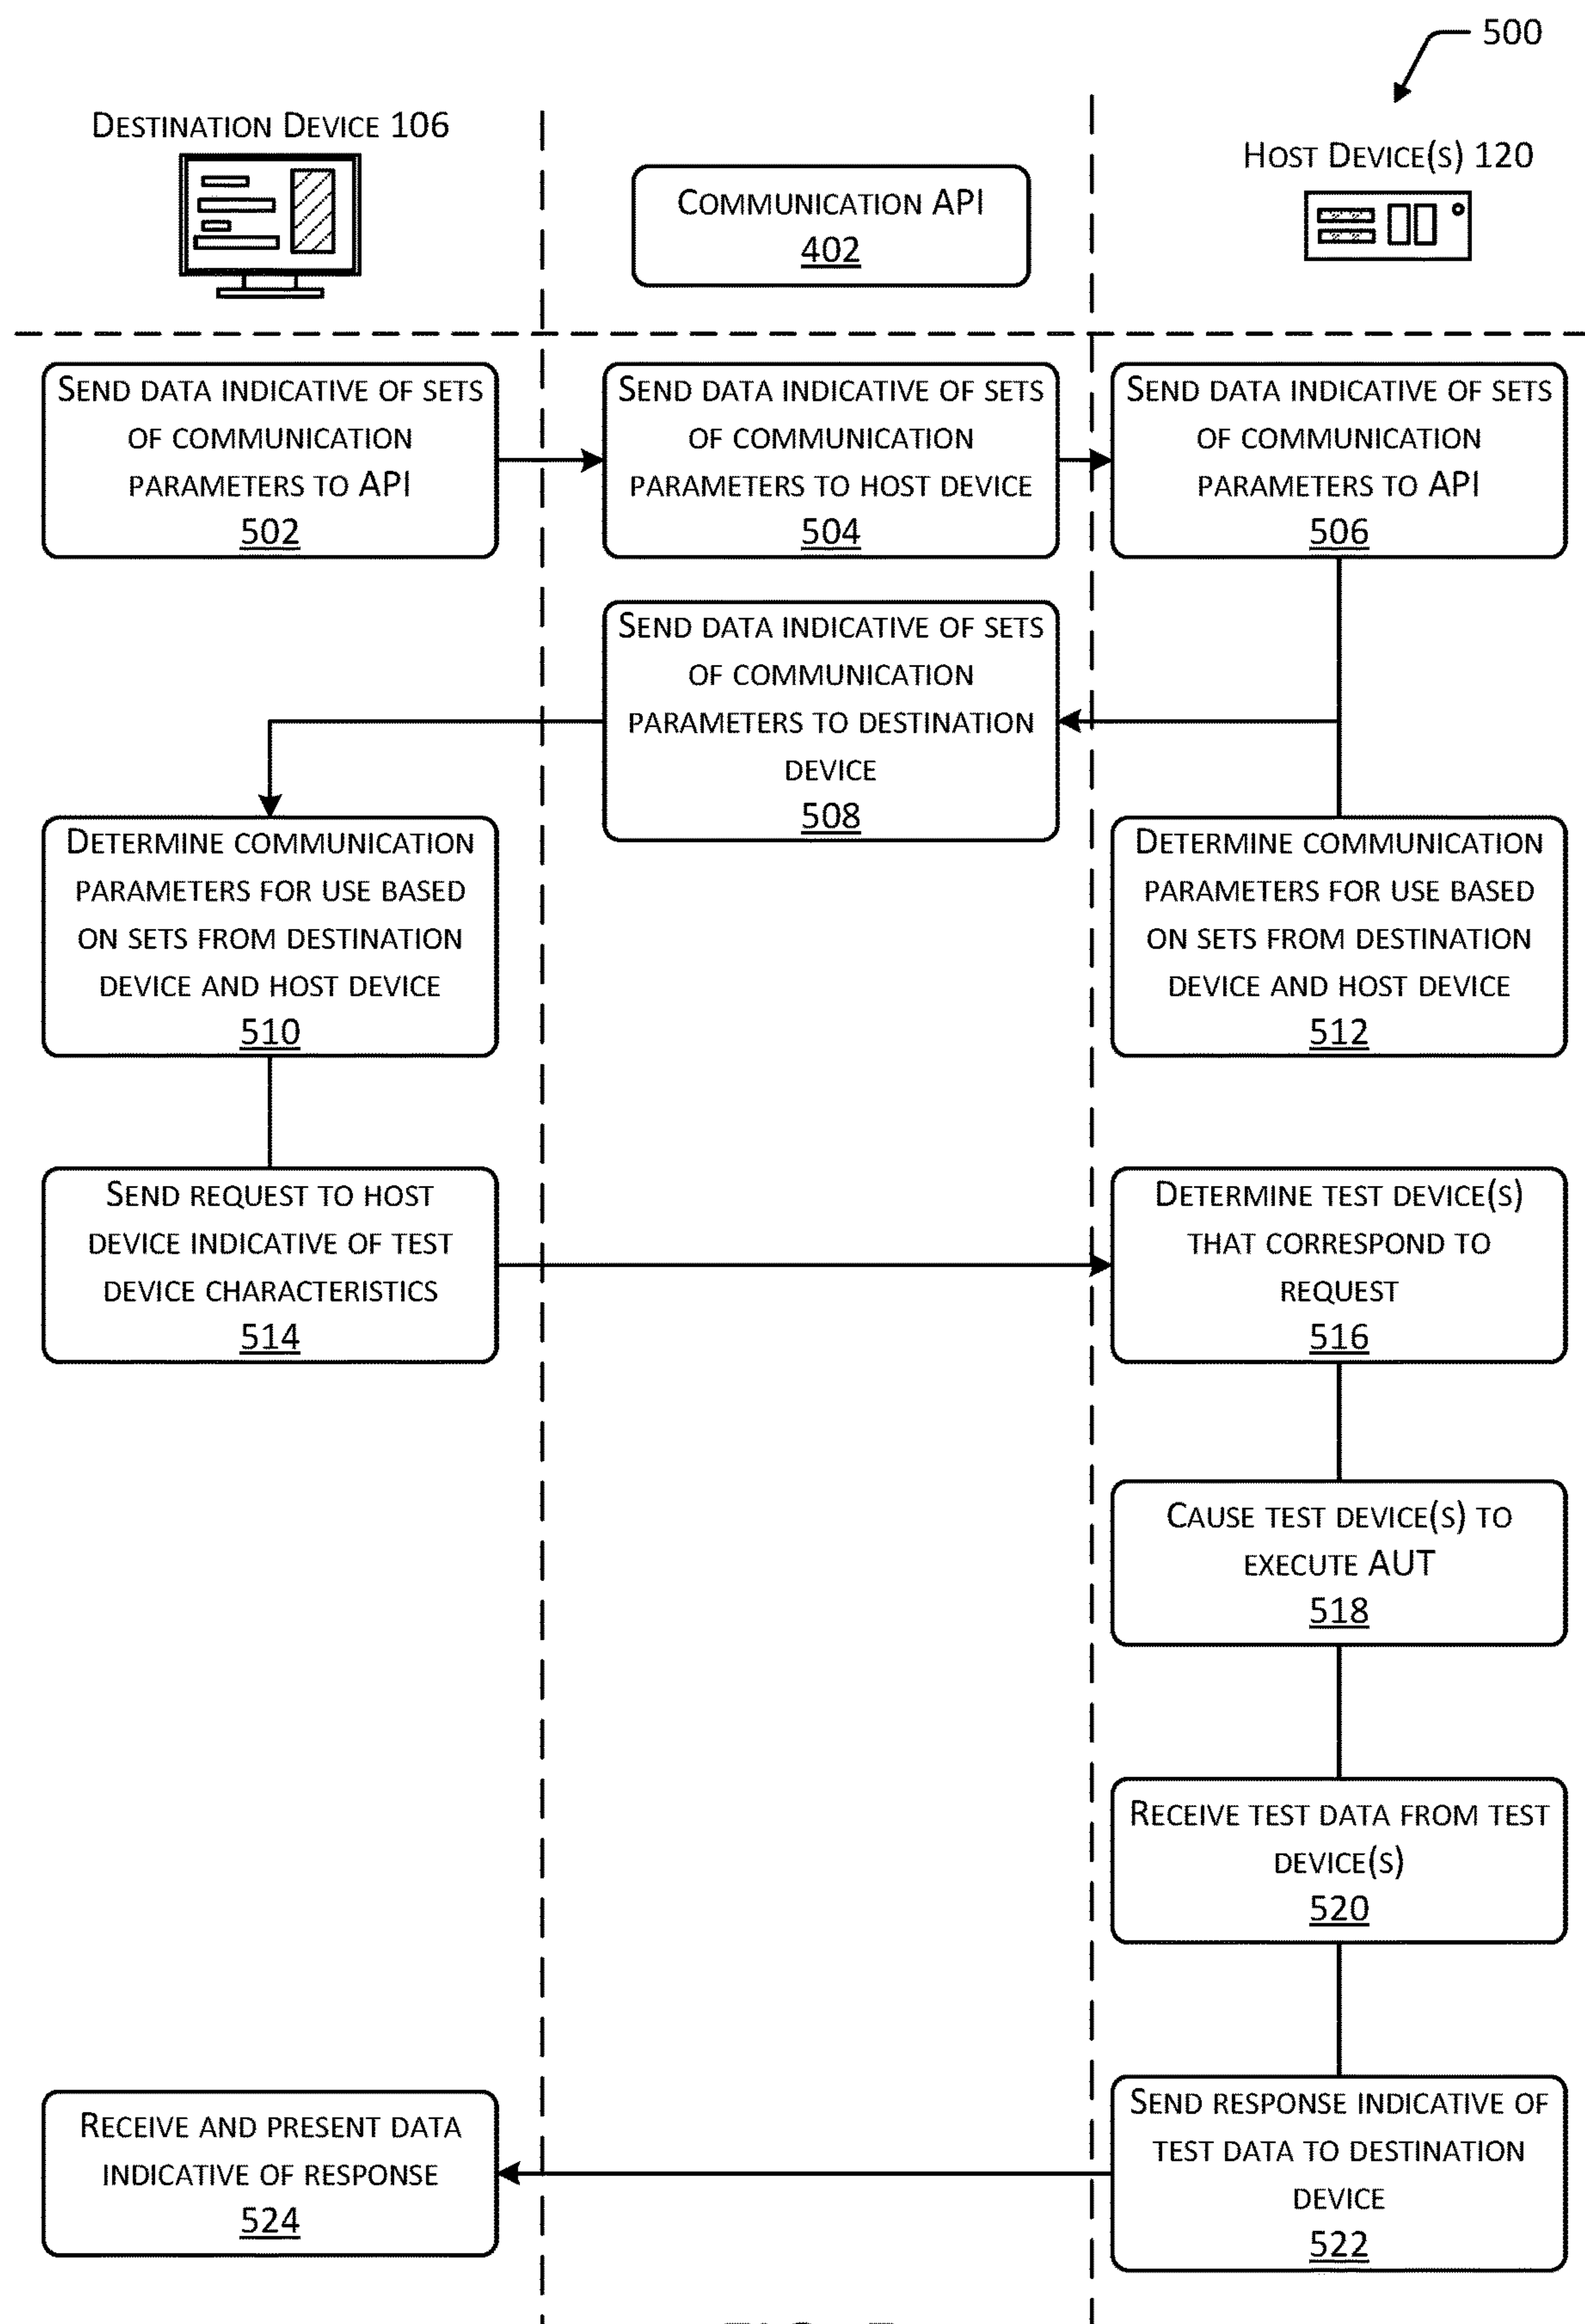 500
DESTINATION DEVICE 106
COMMUNICATION API
402
HOST DEVICE(S) 120
SEND DATA INDICATIVE OF SETS
OF COMMUNICATION
PARAMETERS TO API
502
SEND DATA INDICATIVE OF SETS
OF COMMUNICATION
PARAMETERS TO HOST DEVICE
504
SEND DATA INDICATIVE OF SETS
OF COMMUNICATION
PARAMETERS TO API
506
SEND DATA INDICATIVE OF SETS
OF COMMUNICATION
PARAMETERS TO DESTINATION
DEVICE
508
DETERMINE COMMUNICATION
PARAMETERS FOR USE BASED
ON SETS FROM DESTINATION
DEVICE AND HOST DEVICE
510
DETERMINE COMMUNICATION
PARAMETERS FOR USE BASED
ON SETS FROM DESTINATION
DEVICE AND HOST DEVICE
512
SEND REQUEST TO HOST
DEVICE INDICATIVE OF TEST
DEVICE CHARACTERISTICS
514
DETERMINE TEST DEVICE(S)
THAT CORRESPOND TO
REQUEST
516
CAUSE TEST DEVICE(S) TO
EXECUTE AUT
518
RECEIVE TEST DATA FROM TEST
DEVICE(S)
520
SEND RESPONSE INDICATIVE OF
TEST DATA TO DESTINATION
DEVICE
522
RECEIVE AND PRESENT DATA
INDICATIVE OF RESPONSE
524